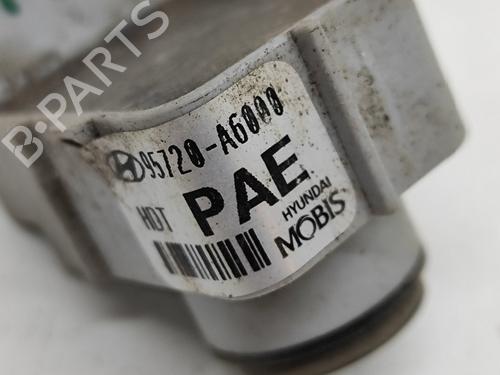 B-PARTS
95720-A6000
HDT
PAE
HYUNDAI
MOBIS